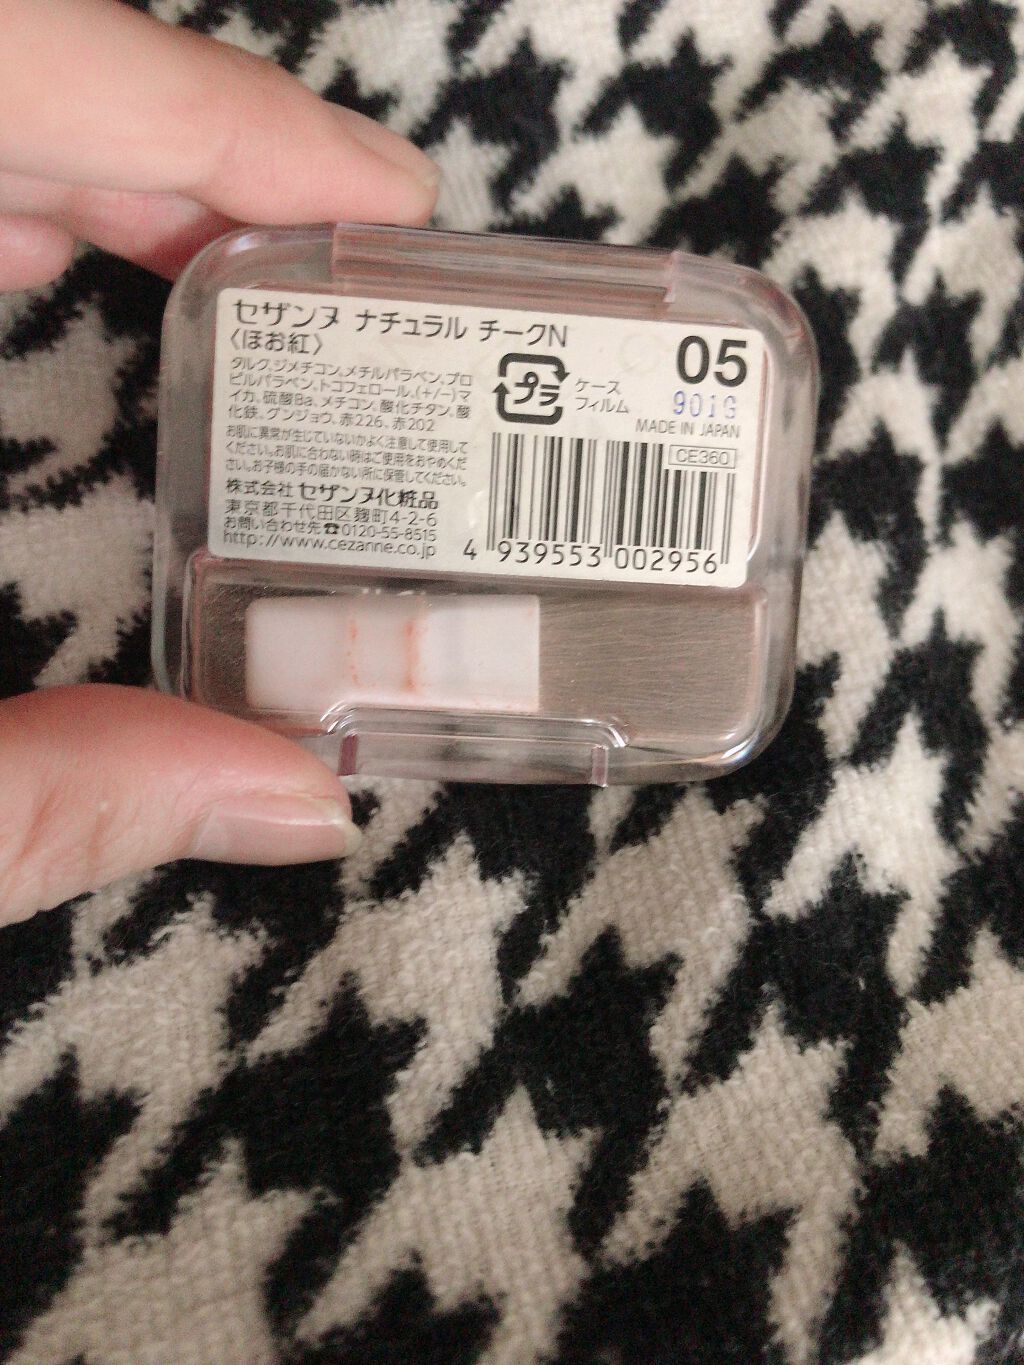 セザンヌ ナチュラル チークN
〈ほお紅〉
05
タルク、ジメチコン、メチルパラベン、プロ
ピルパラベン、トコフェロール、(+/-)マ
イカ、硫酸Ba、メチコン、酸化チタン、酸
化鉄、グンジョウ、赤226、赤202
プラ
ケース
フィルム
901G
MADE IN JAPAN
CE360
お肌に異常が生じていないかよく注意して使用して
ください。お肌に合わない時はご使用をおやめくだ
さい。お子様の手の届かない所に保管してください。
株式会社 セザンヌ化粧品
東京都千代田区麹町4-2-6
お問い合わせ先☎0120-55-8515
http://www.cezanne.co.jp
4 939553 002956